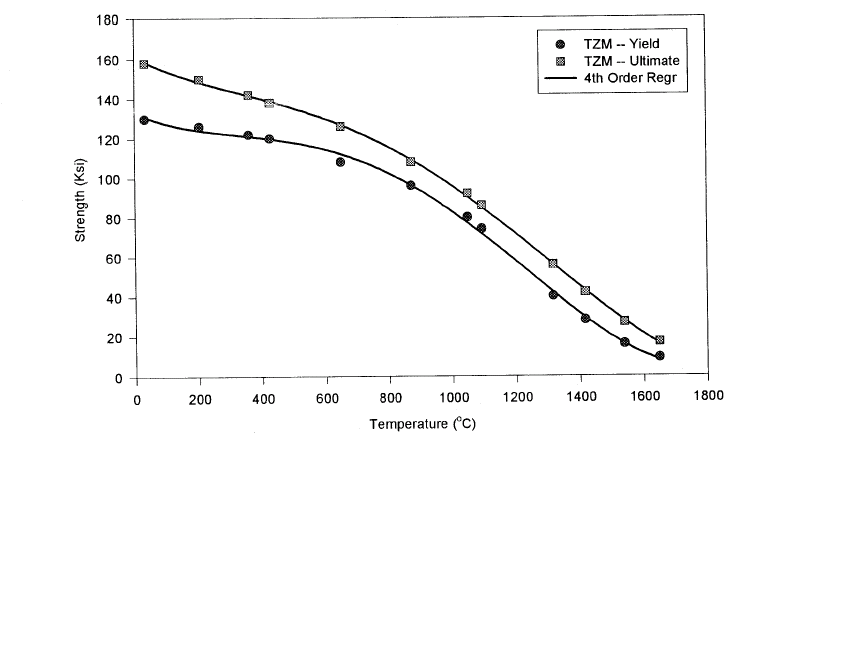 180
160
140
120
100
80
60
40
20
0
Strength (Ksi)
TZM -- Yield
TZM -- Ultimate
4th Order Regr
0 200 400 600 800 1000 1200 1400 1600 1800
Temperature (°C)